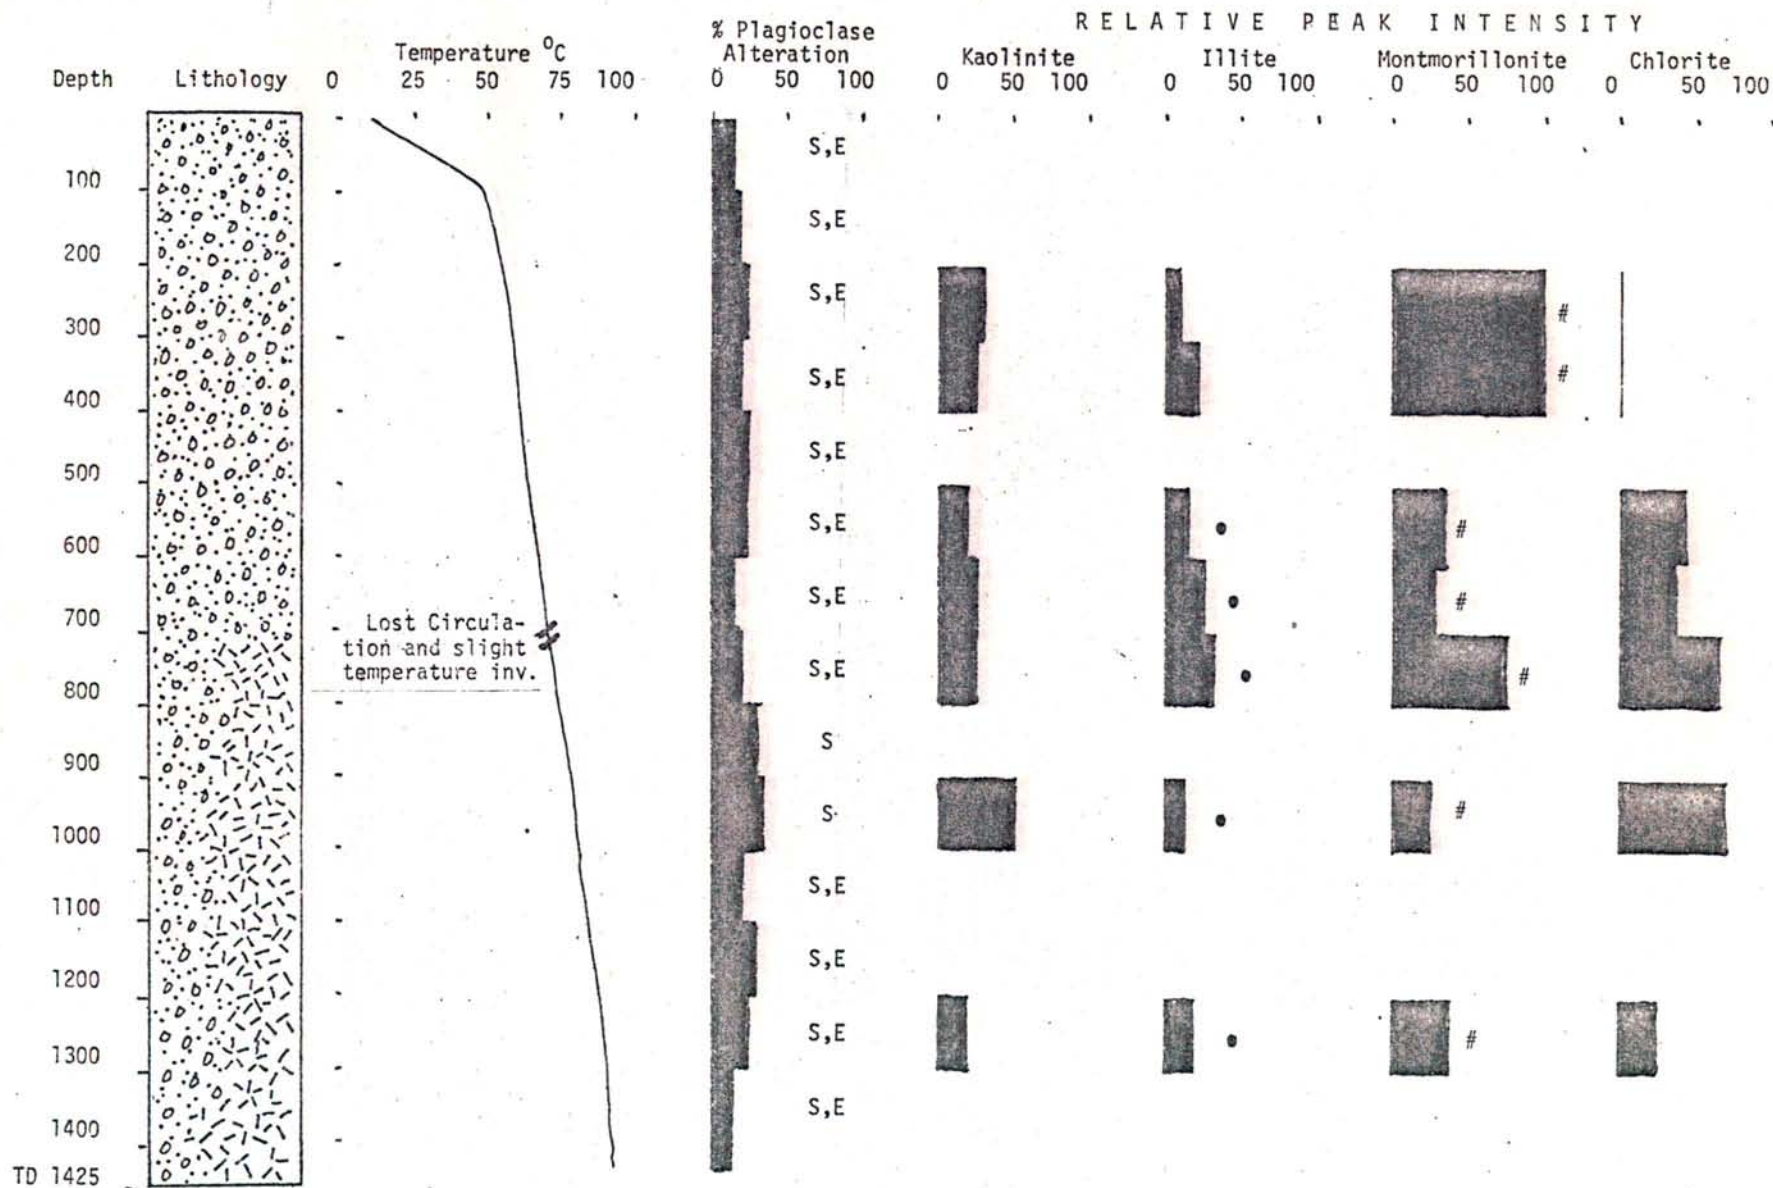 RELATIVE PEAK INTENSITY
% Plagioclase
Alteration
Temperature °C
Kaolinite Illite Montmorillonite Chlorite
Depth Lithology 0 25 50 75 100 0 50 100 0 50 100 0 50 100 0 50 100 0 50 100
S,E
100
S,E
200
S,E #
300
S,E #
400
S,E
500
S,E #
600
S,E #
700
Lost Circula-
tion and slight
temperature inv.
S,E #
800
S
900
S #
1000
S,E
1100
S,E
1200
S,E #
1300
S,E
1400
TD 1425